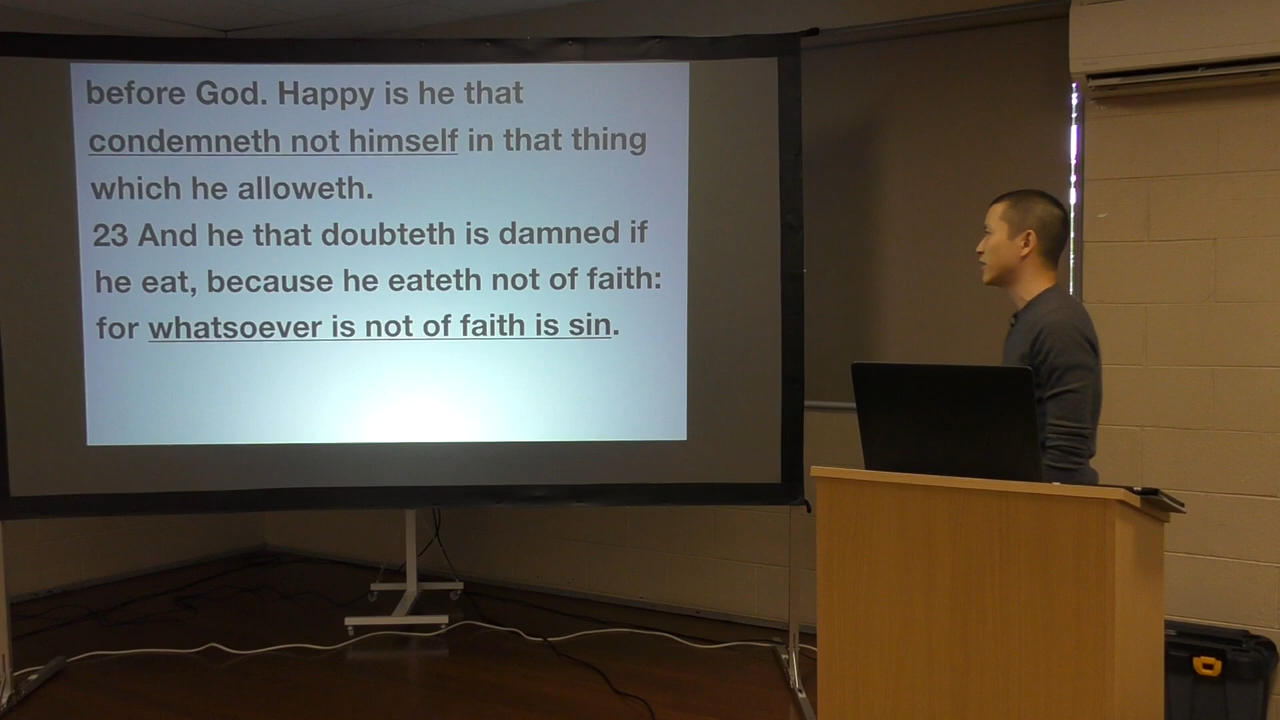 before God. Happy is he that
condemneth not himself in that thing
which he alloweth.
23 And he that doubteth is damned if
he eat, because he eateth not of faith:
for whatsoever is not of faith is sin.